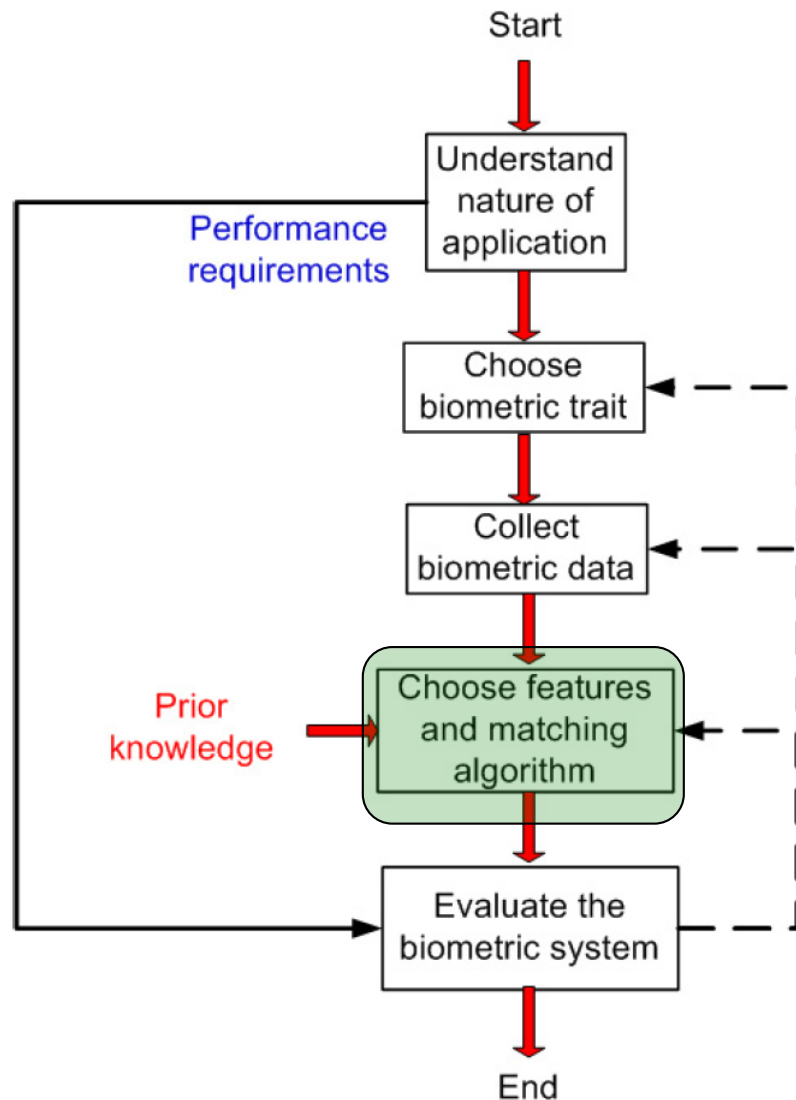 Start
Understand
nature of
application
Performance
requirements
Choose
biometric trait
Collect
biometric data
Choose features
and matching
algorithm
Prior
knowledge
Evaluate the
biometric system
End